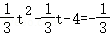 1/3 t² - 1/3 t - 4 = - 1/3